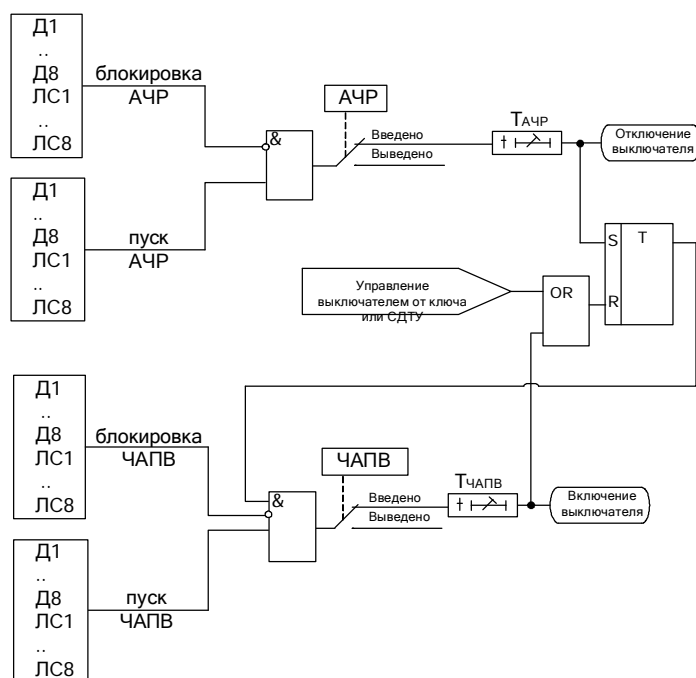 Д1
..
Д8
ЛС1
..
ЛС8
блокировка
АЧР
Д1
..
Д8
ЛС1
..
ЛС8
пуск
АЧР
&
АЧР
Введено
Выведено
TАЧР
Отключение
выключателя
S T
R
Управление
выключателем от ключа
или СДТУ
OR
Д1
..
Д8
ЛС1
..
ЛС8
блокировка
ЧАПВ
Д1
..
Д8
ЛС1
..
ЛС8
пуск
ЧАПВ
&
ЧАПВ
Введено
Выведено
TЧАПВ
Включение
выключателя